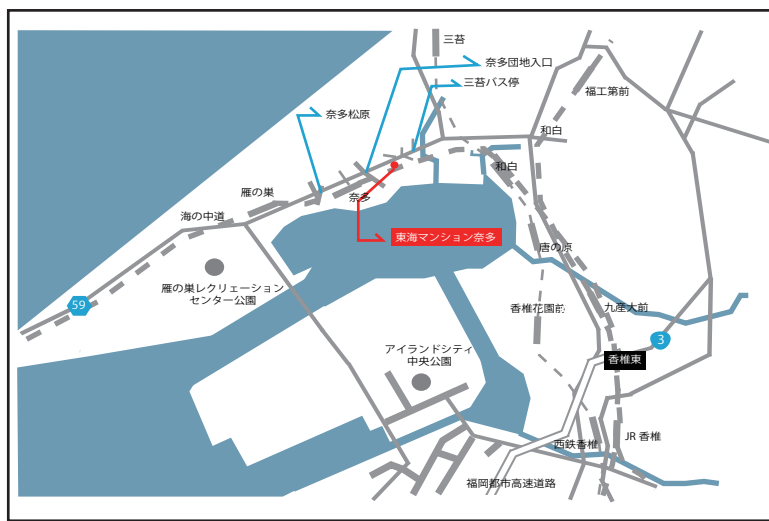 三苫
奈多団地入口
三苫バス停
福工第前
奈多松原
和白
和白
雁の巣
奈多
海の中道
東海マンション奈多
唐の原
雁の巣レクリェーション
センター公園
59
香椎花園前
九産大前
3
アイランドシティ
中央公園
香椎東
西鉄香椎
JR 香椎
福岡都市高速道路